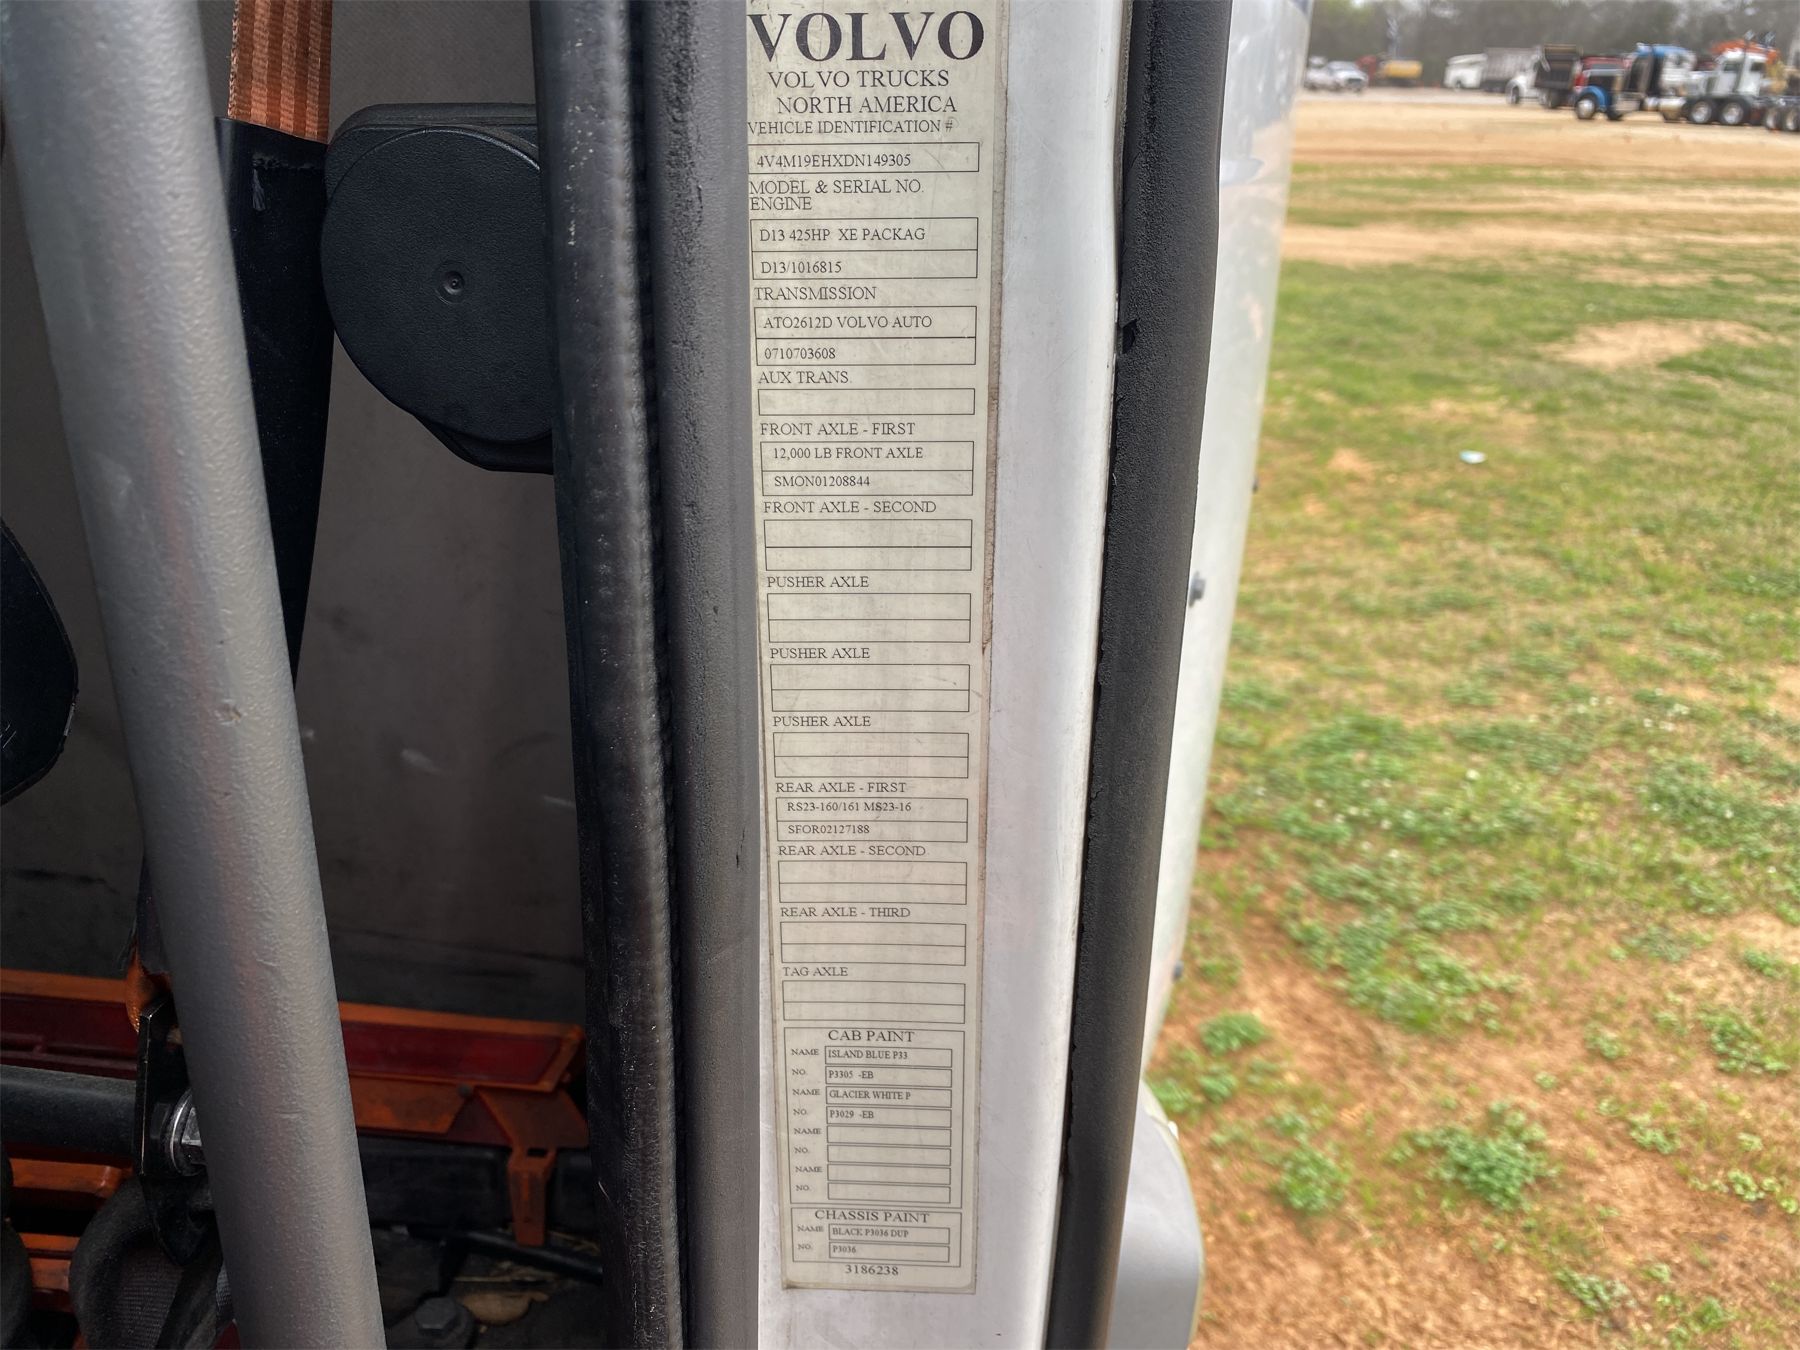 VOLVO
VOLVO TRUCKS
NORTH AMERICA
VEHICLE IDENTIFICATION #
4V4M19EHXDN149305
MODEL & SERIAL NO.
ENGINE
D13 425HP XE PACKAG
D13/1016815
TRANSMISSION
ATO2612D VOLVO AUTO
0710703608
AUX TRANS.
FRONT AXLE - FIRST
12,000 LB FRONT AXLE
SMON01208844
FRONT AXLE - SECOND
PUSHER AXLE
PUSHER AXLE
PUSHER AXLE
REAR AXLE - FIRST
RS23-160/161 MS23-16
SFOR02127188
REAR AXLE - SECOND
REAR AXLE - THIRD
TAG AXLE
CAB PAINT
NAME ISLAND BLUE P33
NO. P3305 -EB
NAME GLACIER WHITE P
NO. P3029 -EB
NAME
NO.
NAME
NO.
CHASSIS PAINT
NAME BLACK P3036 DUP
NO. P3036
3186238